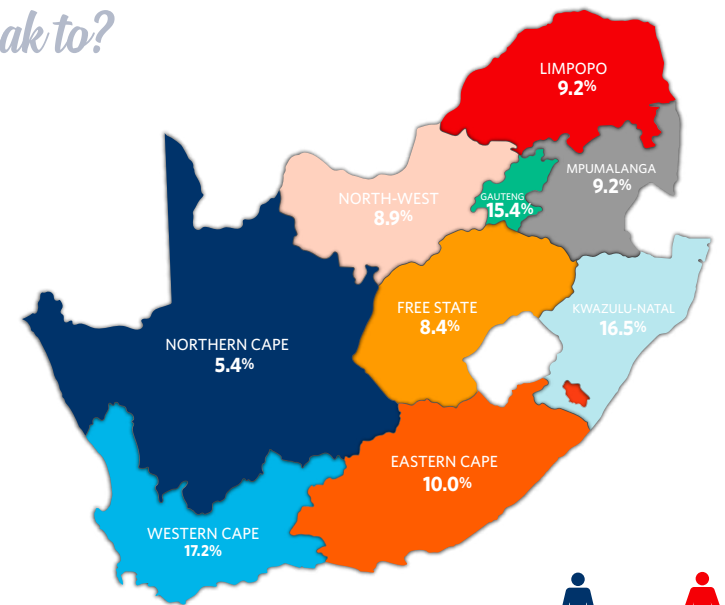 to?
LIMPOPO
9.2%
MPUMALANGA
9.2%
GAUTENG
15.4%
NORTH-WEST
8.9%
FREE STATE
8.4%
KWAZULU-NATAL
16.5%
NORTHERN CAPE
5.4%
EASTERN CAPE
10.0%
WESTERN CAPE
17.2%